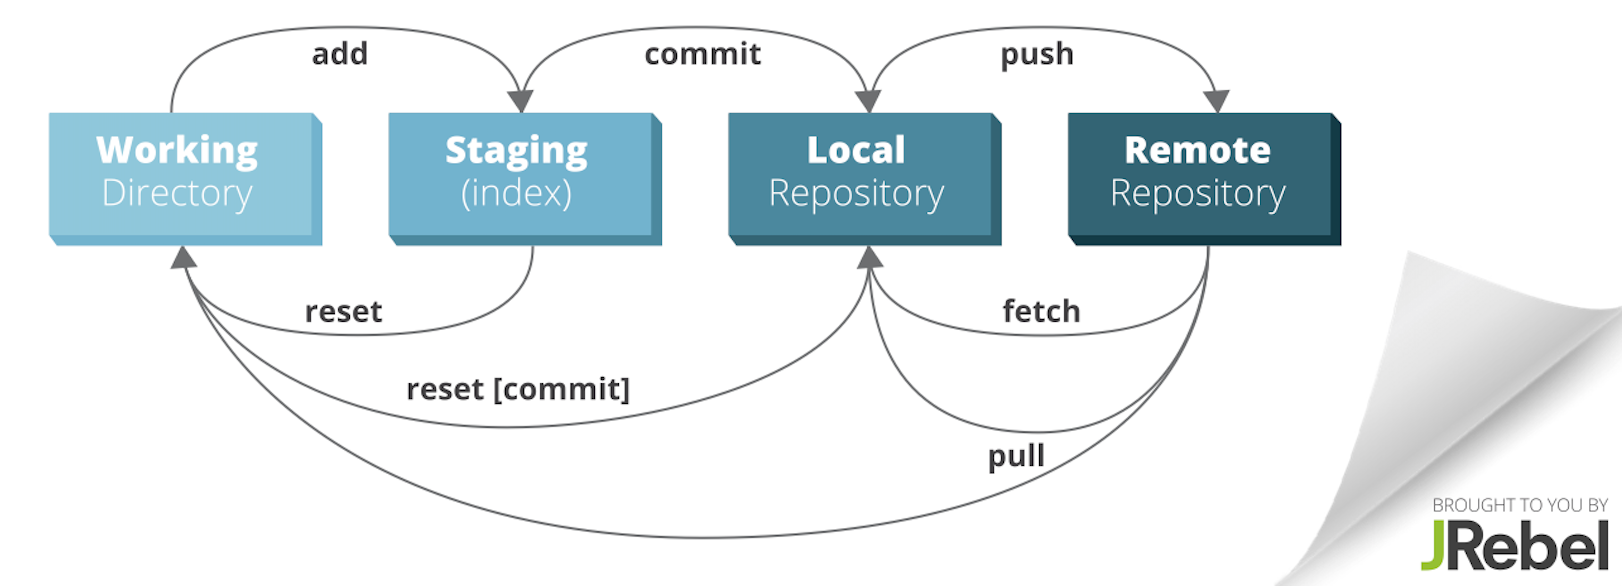 add
commit
push
Working
Directory
Staging
(index)
Local
Repository
Remote
Repository
reset
fetch
reset [commit]
pull
BROUGHT TO YOU BY
JRebel